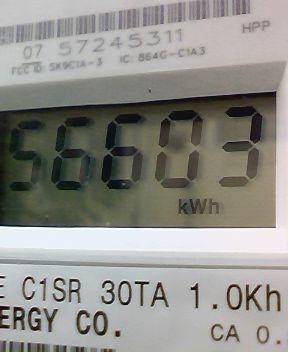 HPP
07 57245311
FCC ID: SK9C1A-3 IC: 864G-C1A3
56603
kWh
E C1SR 30TA 1.0Kh
ERGY CO.
CA 0.